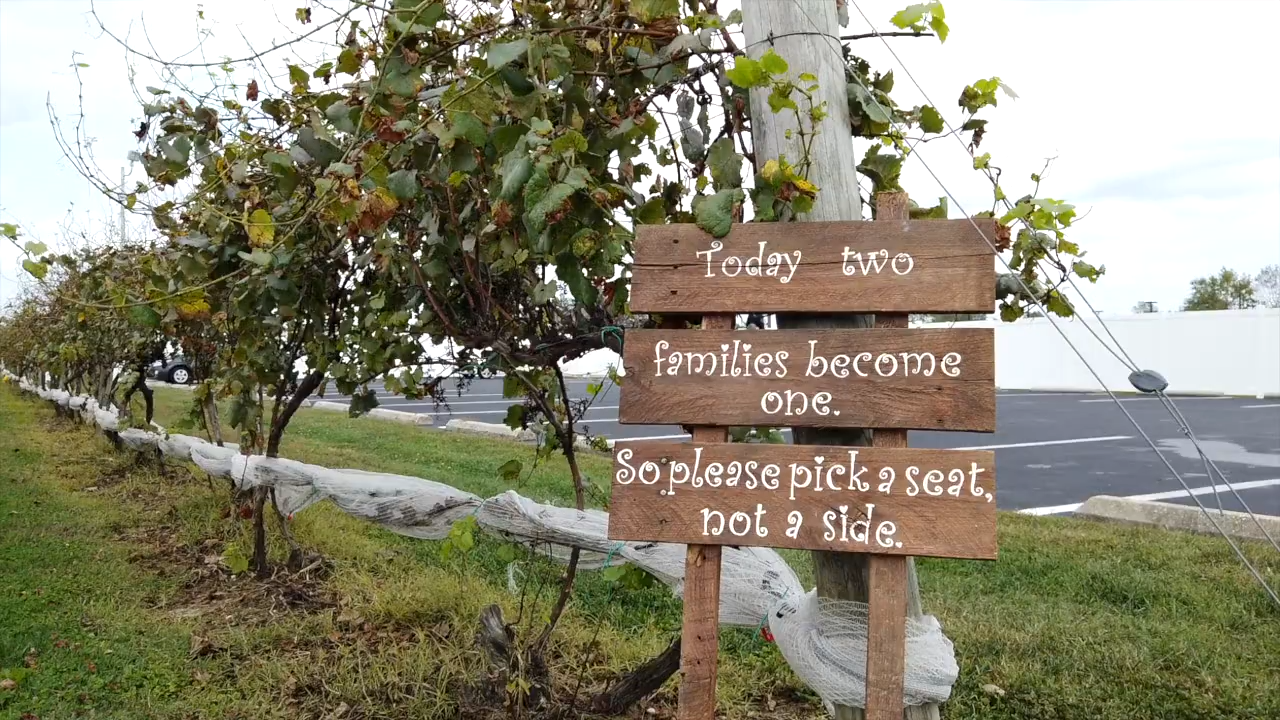 Today two
families become
one.
So please pick a seat,
not a side.